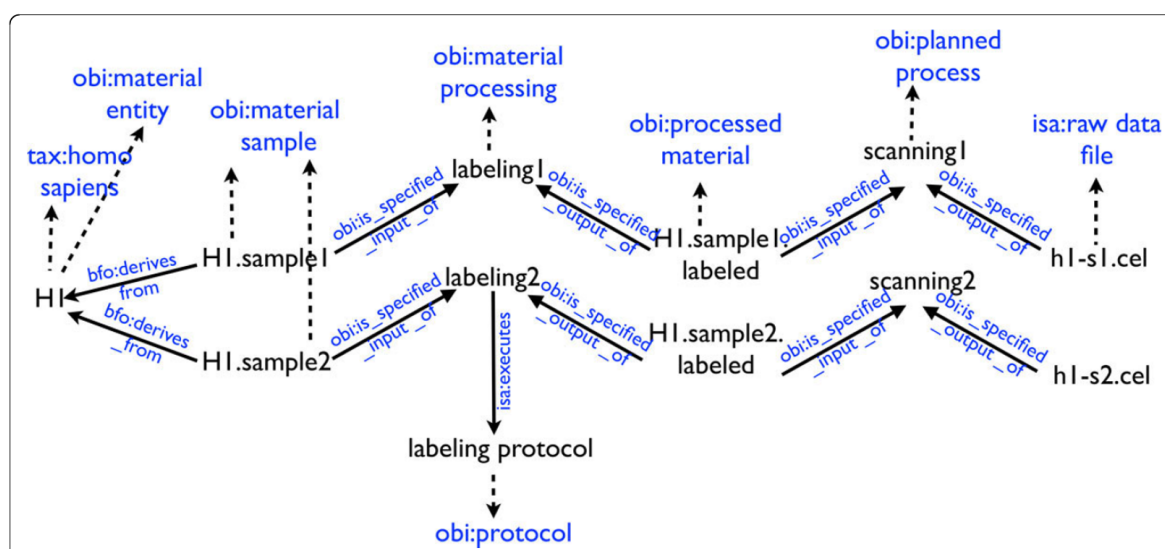 obi:material
entity
obi:material
sample
obi:material
processing
obi:planned
process
tax:homo
sapiens
obi:processed
material
isa:raw data
file
labeling1
scanning1
obi:is_specified
_input_of
obi:is_specified
_output_of
obi:is_specified
_input_of
obi:is_specified
_output_of
H1
bfo:derives
from
H1.sample1
H1.sample1.
labeled
h1-s1.cel
labeling2
scanning2
bfo:derives
_from
H1.sample2
obi:is_specified
_input_of
obi:is_specified
_output_of
H1.sample2.
labeled
obi:is_specified
_input_of
obi:is_specified
_output_of
h1-s2.cel
isa:executes
labeling protocol
obi:protocol